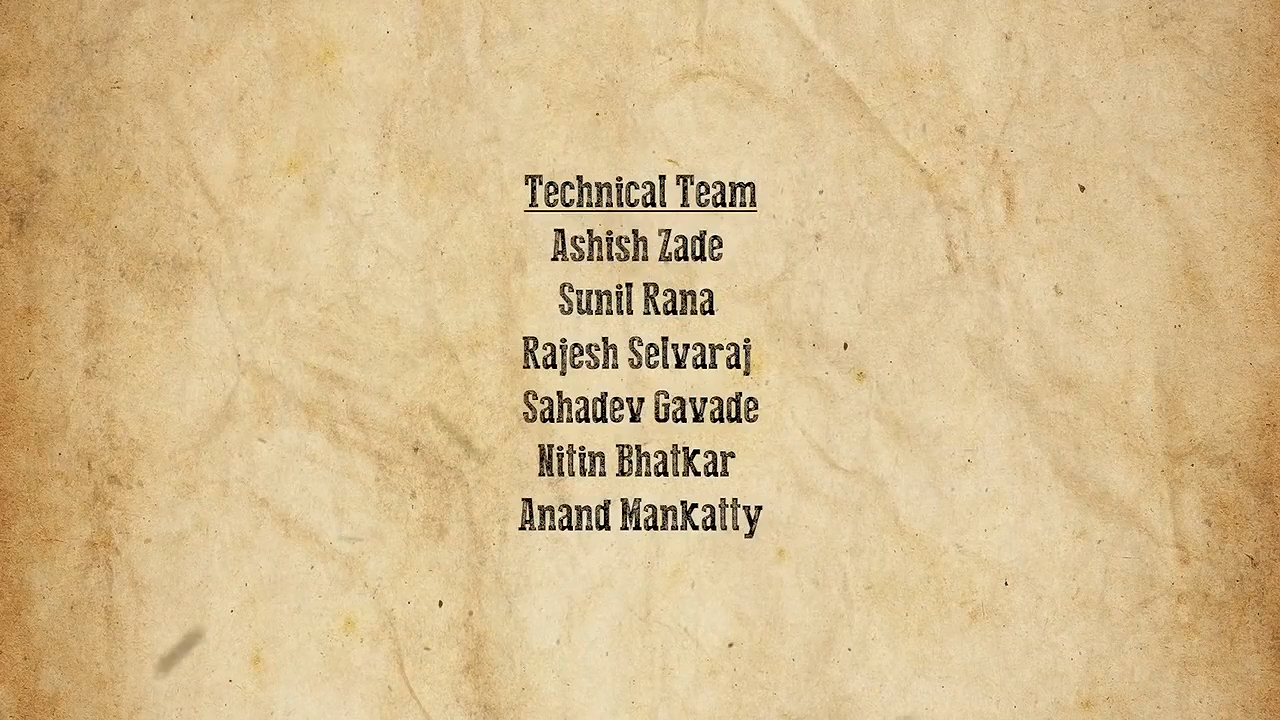 Technical Team
Ashish Zade
Sunil Rana
Rajesh Selvaraj
Sahadev Gavade
Nitin Bhatkar
Anand Mankatty